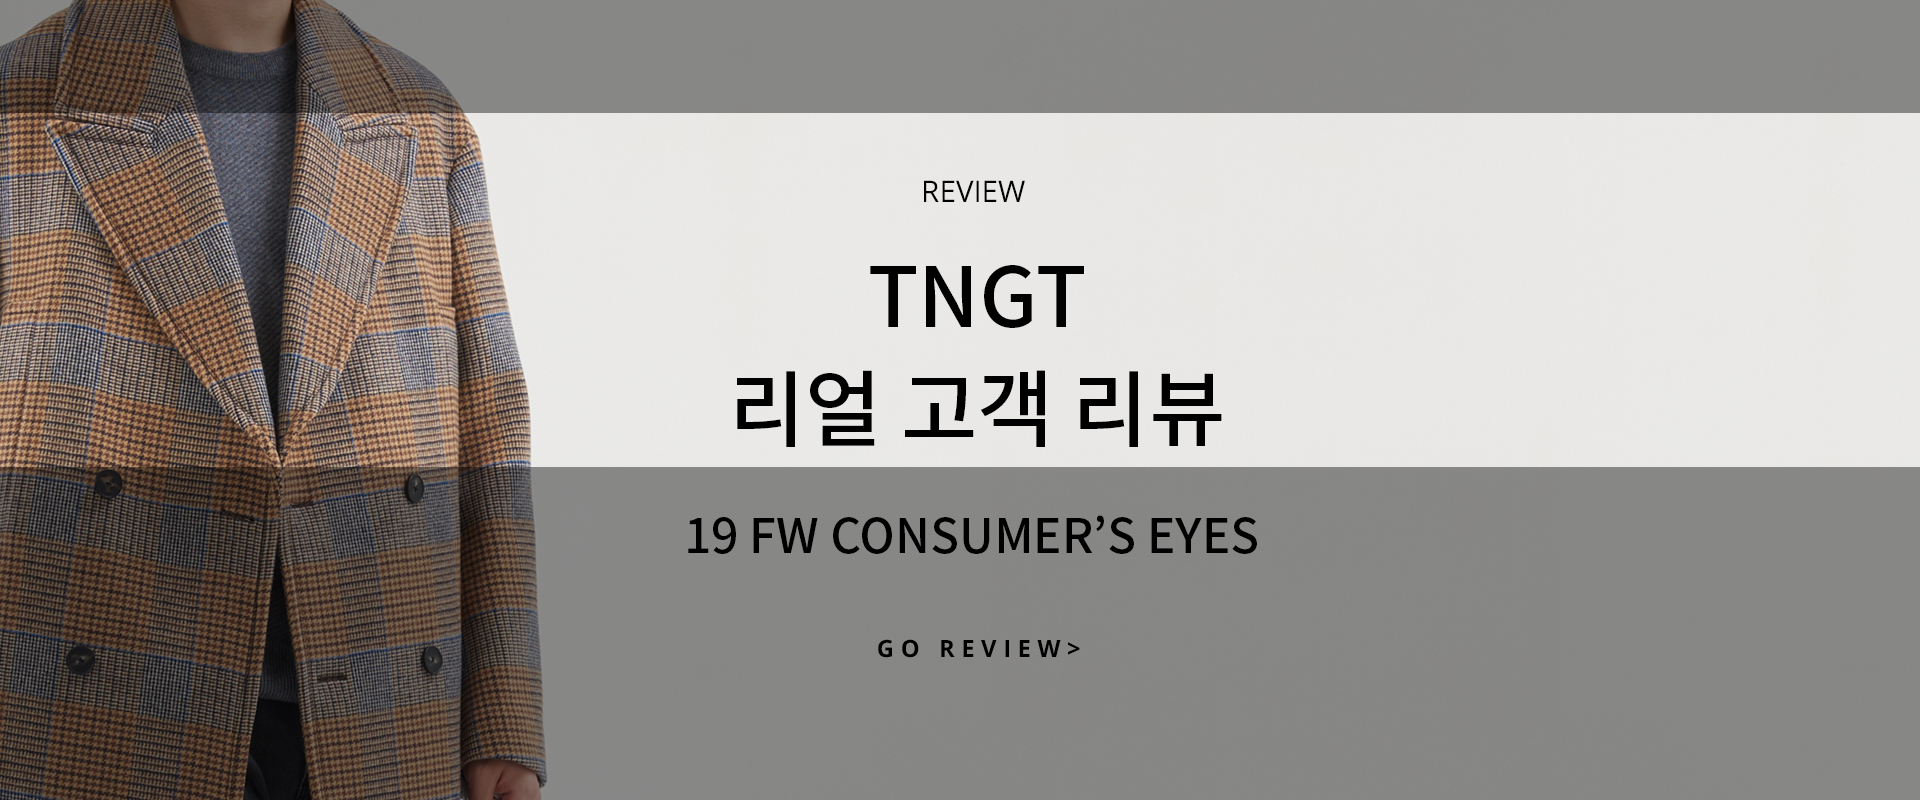 REVIEW
TNGT
리얼 고객 리뷰
19 FW CONSUMER’S EYES
GO REVIEW>